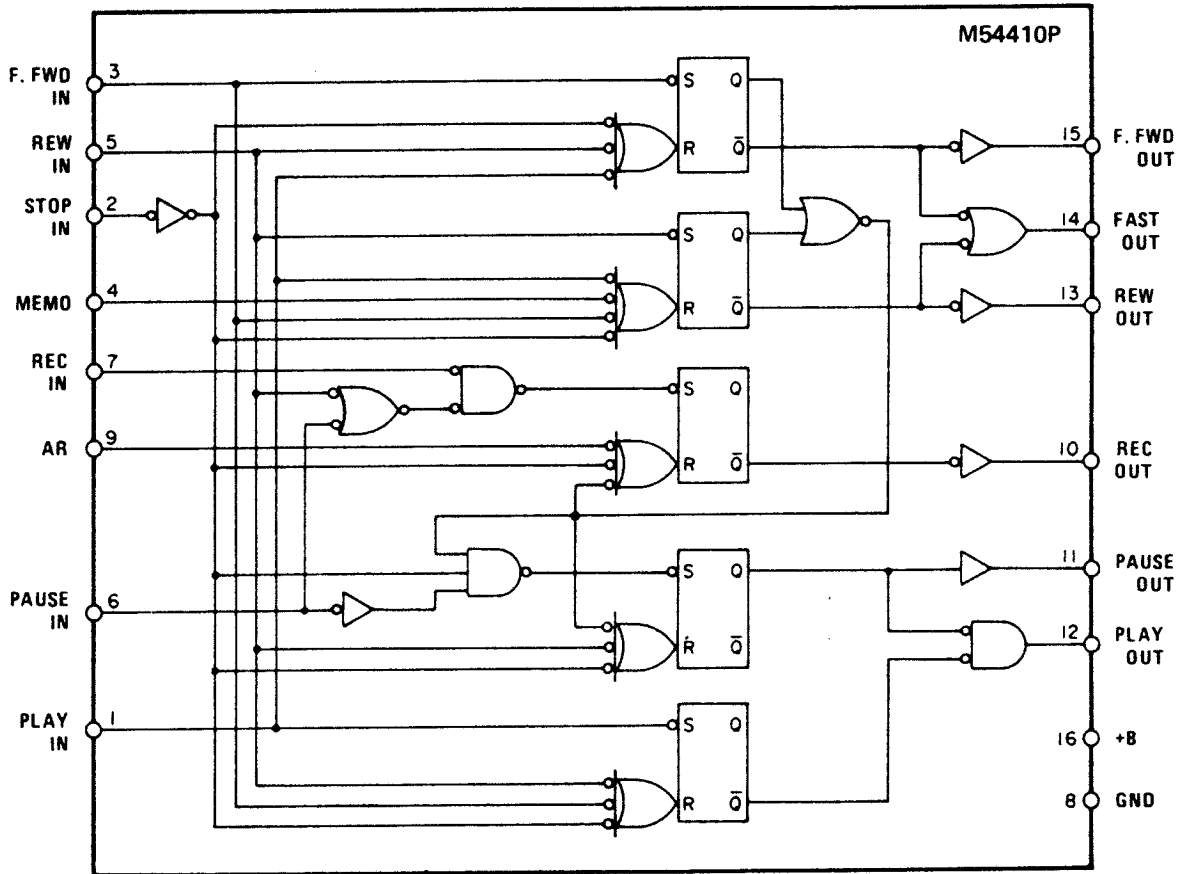 M54410P
F. FWD IN
3
REW IN
5
STOP IN
2
MEMO
4
REC IN
7
AR
9
PAUSE IN
6
PLAY IN
1
S Q
R Q̄
S Q
R Q̄
S Q
R Q̄
S Q
R Q̄
S Q
R Q̄
15
F. FWD OUT
14
FAST OUT
13
REW OUT
10
REC OUT
11
PAUSE OUT
12
PLAY OUT
16
+B
8
GND